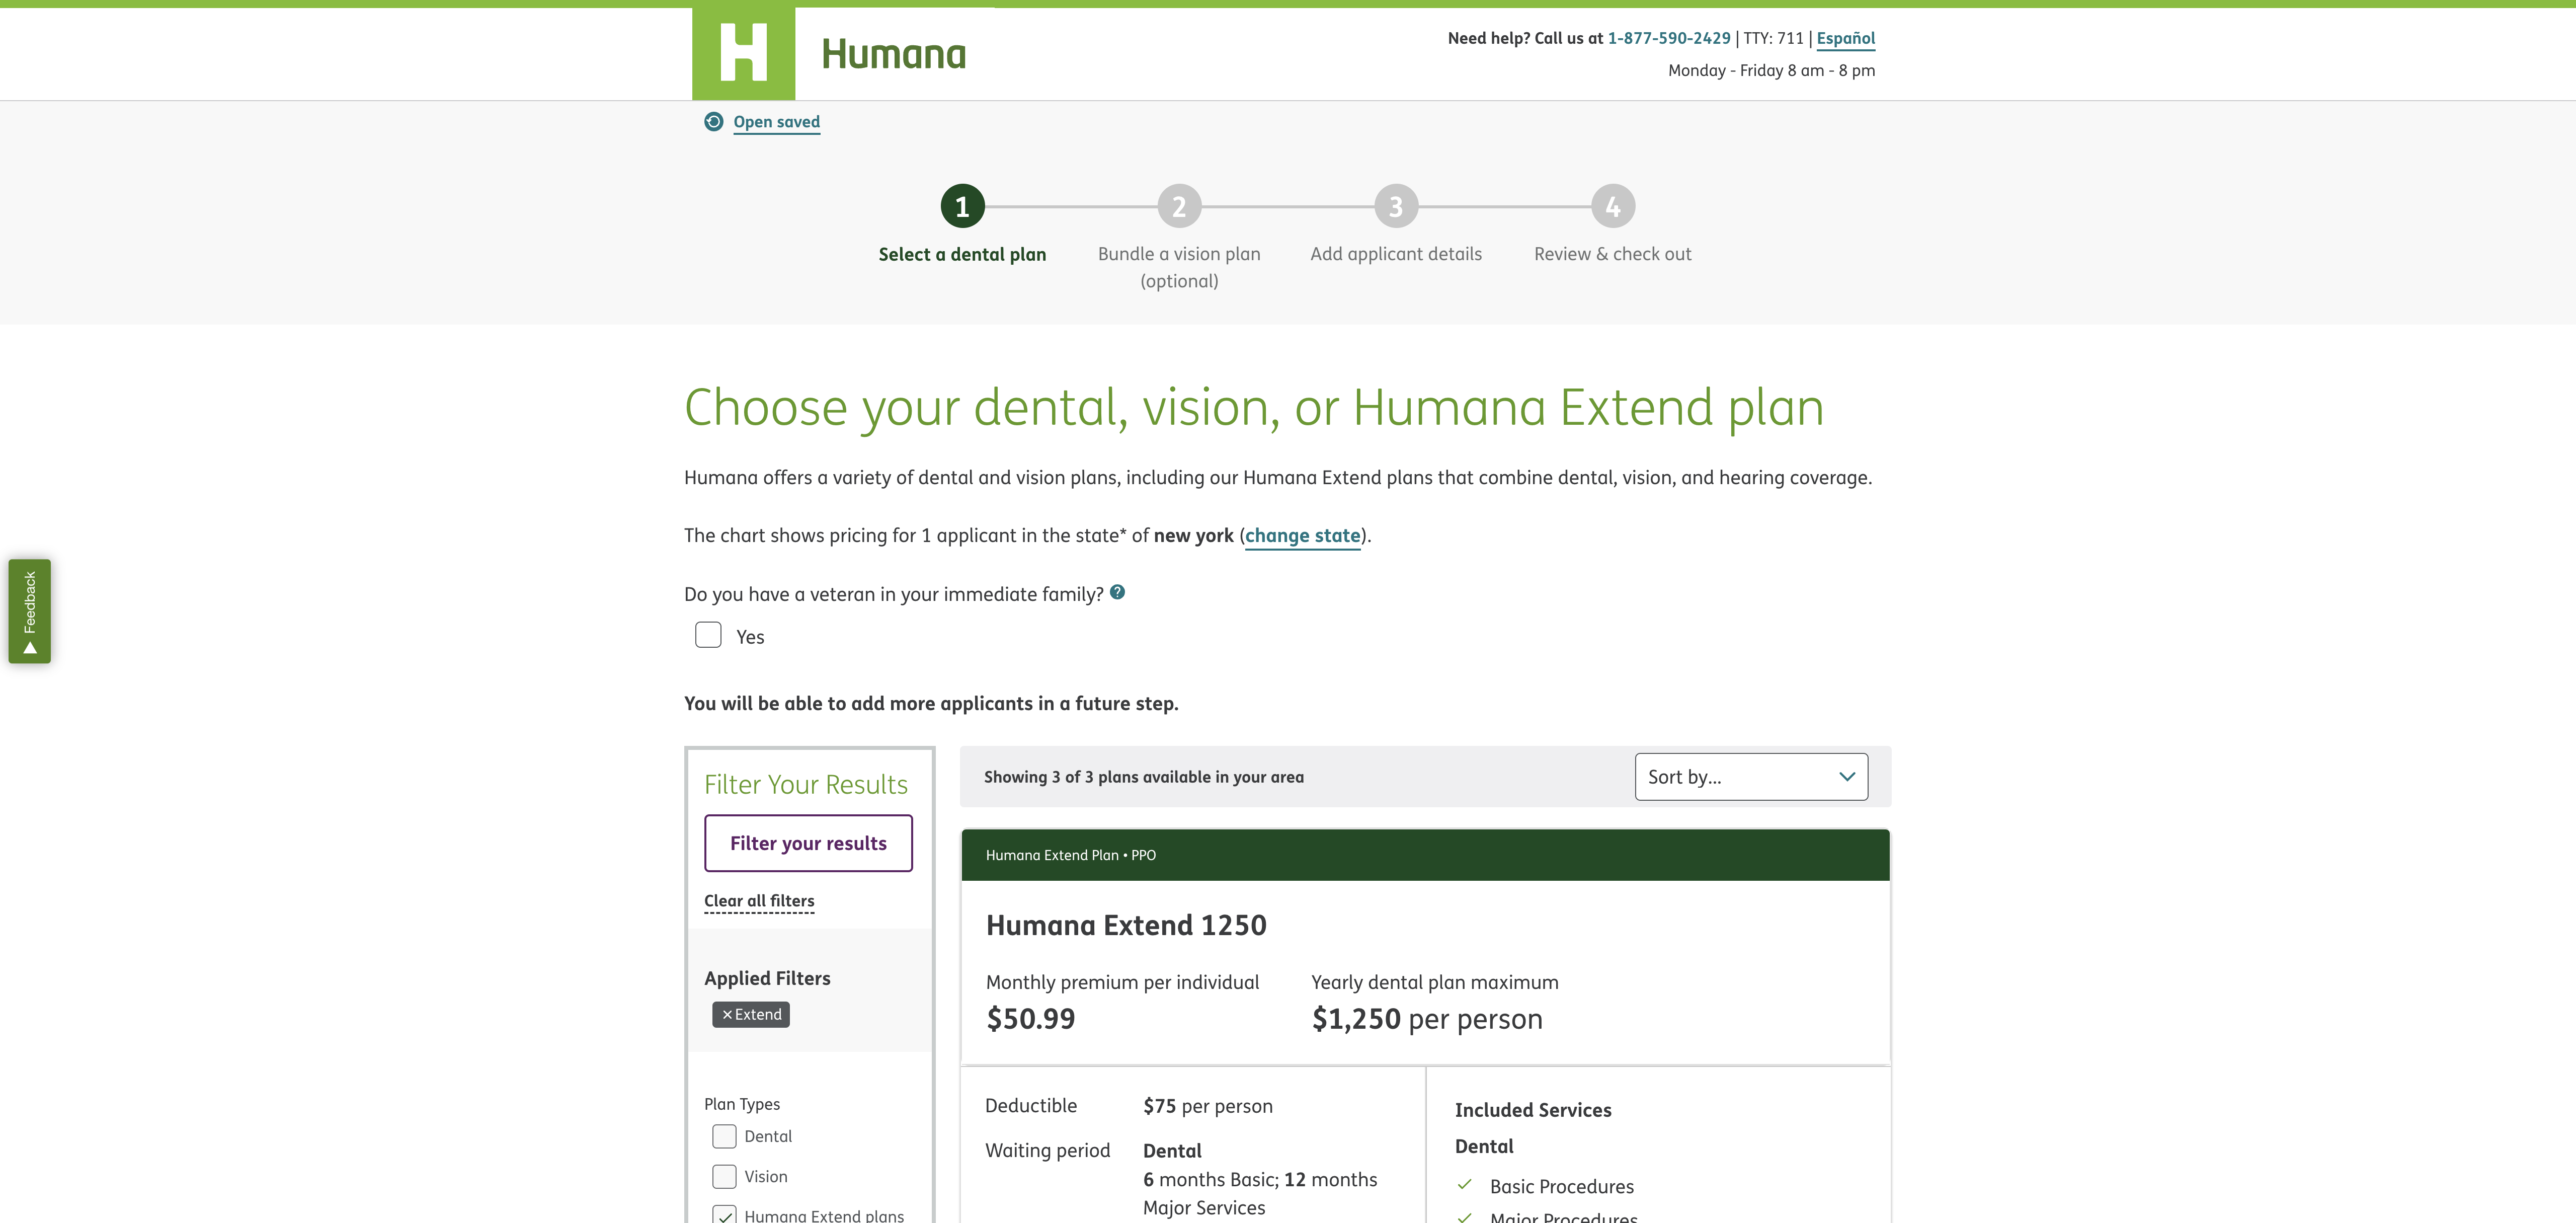 H Humana
Need help? Call us at 1-877-590-2429 | TTY: 711 | Español
Monday - Friday 8 am - 8 pm
Open saved
1
Select a dental plan
2
Bundle a vision plan
(optional)
3
Add applicant details
4
Review & check out
Choose your dental, vision, or Humana Extend plan
Humana offers a variety of dental and vision plans, including our Humana Extend plans that combine dental, vision, and hearing coverage.
The chart shows pricing for 1 applicant in the state* of new york (change state).
Do you have a veteran in your immediate family? ?
Yes
You will be able to add more applicants in a future step.
Feedback
Filter Your Results
Filter your results
Clear all filters
Applied Filters
×Extend
Plan Types
Dental
Vision
Humana Extend plans
Showing 3 of 3 plans available in your area
Sort by...
Humana Extend Plan • PPO
Humana Extend 1250
Monthly premium per individual
$50.99
Yearly dental plan maximum
$1,250 per person
Deductible
$75 per person
Waiting period
Dental
6 months Basic; 12 months
Major Services
Included Services
Dental
Basic Procedures
Major Procedures